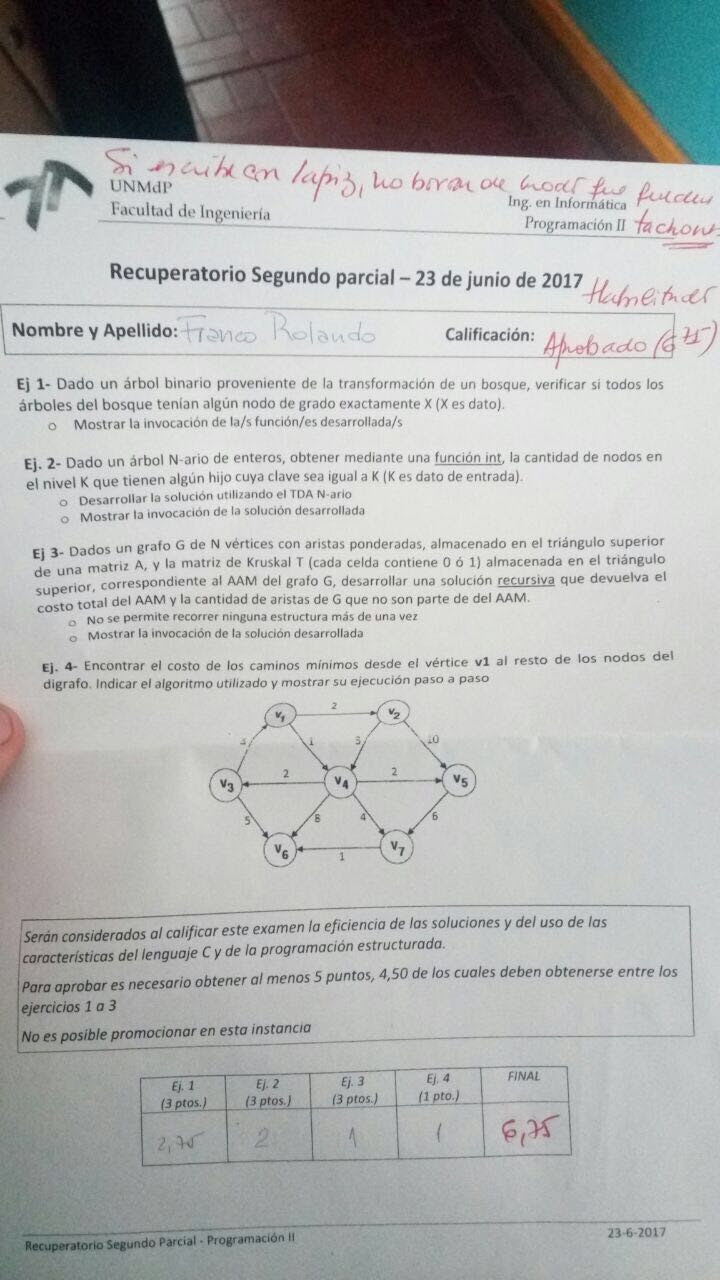 Si escribe en lapiz, no borran de modo que puedas
UNMdP
Ing. en Informática
Facultad de Ingeniería
Programación II
tachones
Recuperatorio Segundo parcial – 23 de junio de 2017
Nombre y Apellido: Franco Rolando
Calificación:
Aprobado (6,75)
Ej 1- Dado un árbol binario proveniente de la transformación de un bosque, verificar si todos los
árboles del bosque tenían algún nodo de grado exactamente X (X es dato).
o Mostrar la invocación de la/s función/es desarrollada/s
Ej. 2- Dado un árbol N-ario de enteros, obtener mediante una función int, la cantidad de nodos en
el nivel K que tienen algún hijo cuya clave sea igual a K (K es dato de entrada).
o Desarrollar la solución utilizando el TDA N-ario
o Mostrar la invocación de la solución desarrollada
Ej 3- Dados un grafo G de N vértices con aristas ponderadas, almacenado en el triángulo superior
de una matriz A, y la matriz de Kruskal T (cada celda contiene 0 ó 1) almacenada en el triángulo
superior, correspondiente al AAM del grafo G, desarrollar una solución recursiva que devuelva el
costo total del AAM y la cantidad de aristas de G que no son parte de del AAM.
o No se permite recorrer ninguna estructura más de una vez
o Mostrar la invocación de la solución desarrollada
Ej. 4- Encontrar el costo de los caminos mínimos desde el vértice v1 al resto de los nodos del
digrafo. Indicar el algoritmo utilizado y mostrar su ejecución paso a paso
V1 2 V2
4 1 3 10
V3 2 V4 2 V5
5 8 4 6
V6 1 V7
Serán considerados al calificar este examen la eficiencia de las soluciones y del uso de las
características del lenguaje C y de la programación estructurada.
Para aprobar es necesario obtener al menos 5 puntos, 4,50 de los cuales deben obtenerse entre los
ejercicios 1 a 3
No es posible promocionar en esta instancia
Ej. 1 Ej. 2 Ej. 3 Ej. 4 FINAL
(3 ptos.) (3 ptos.) (3 ptos.) (1 pto.)
2,75 2 1 1 6,75
Recuperatorio Segundo Parcial - Programación II
23-6-2017